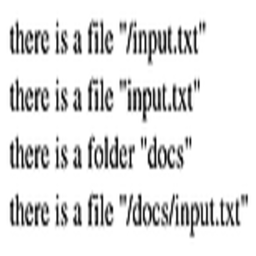 there is a file "/input.txt"
there is a file "input.txt"
there is a folder "docs"
there is a file "/docs/input.txt"